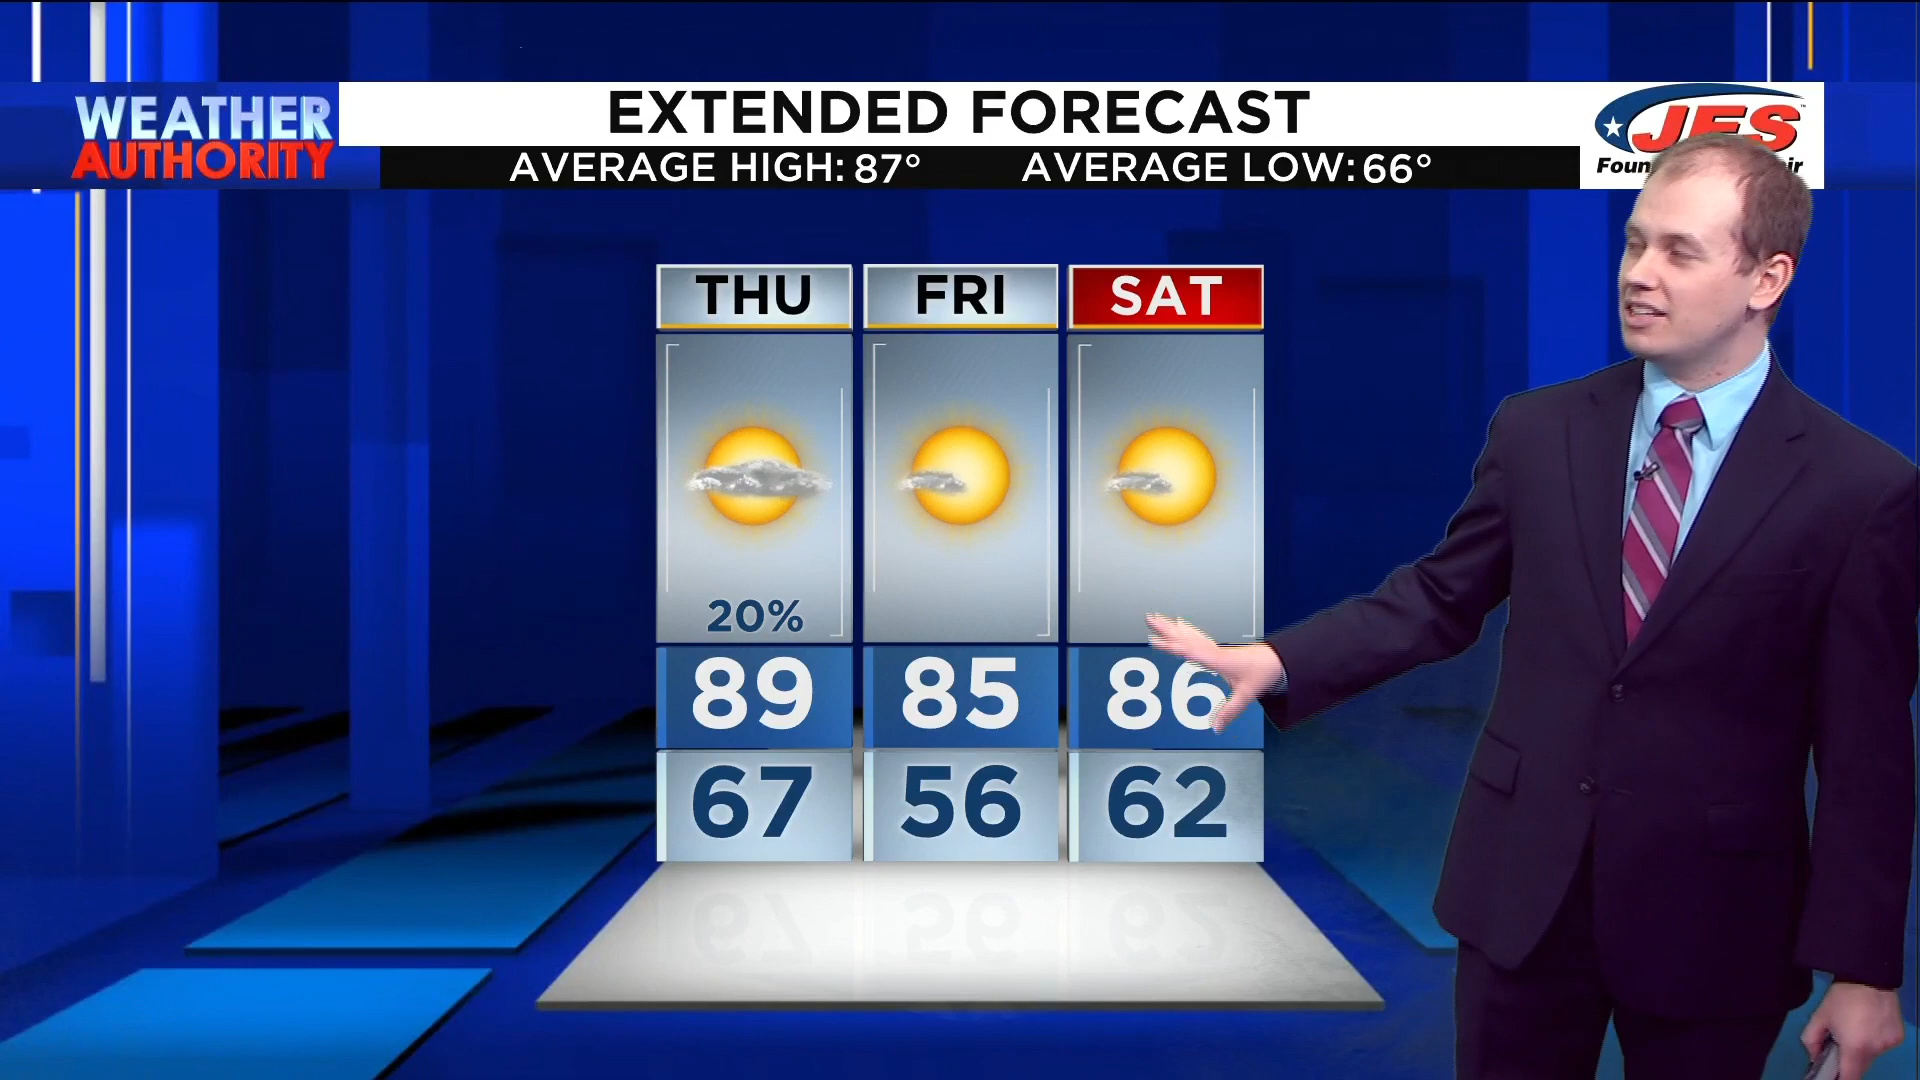 WEATHER
AUTHORITY
EXTENDED FORECAST
AVERAGE HIGH: 87° AVERAGE LOW: 66°
JES
THU FRI SAT
20%
89 85 86
67 56 62